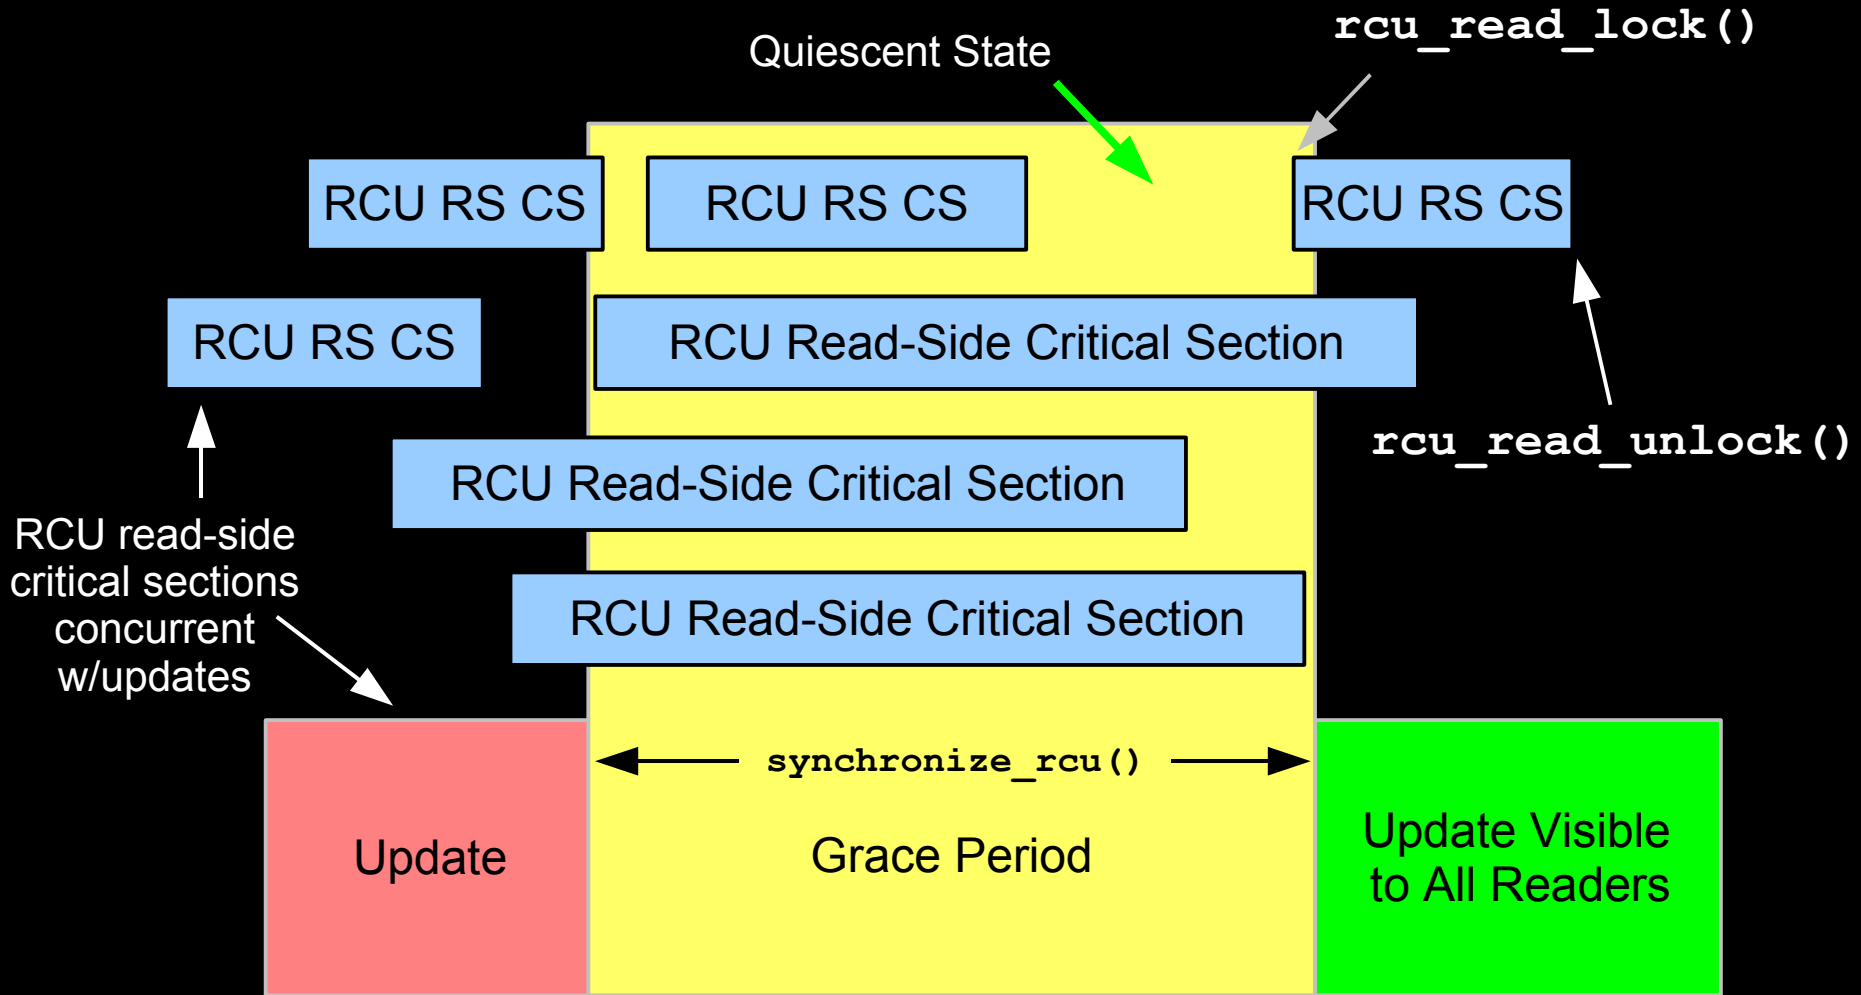 rcu_read_lock()
Quiescent State
RCU RS CS
RCU RS CS
RCU RS CS
RCU RS CS
RCU Read-Side Critical Section
rcu_read_unlock()
RCU Read-Side Critical Section
RCU read-side
critical sections
concurrent
w/updates
RCU Read-Side Critical Section
synchronize_rcu()
Update
Grace Period
Update Visible
to All Readers